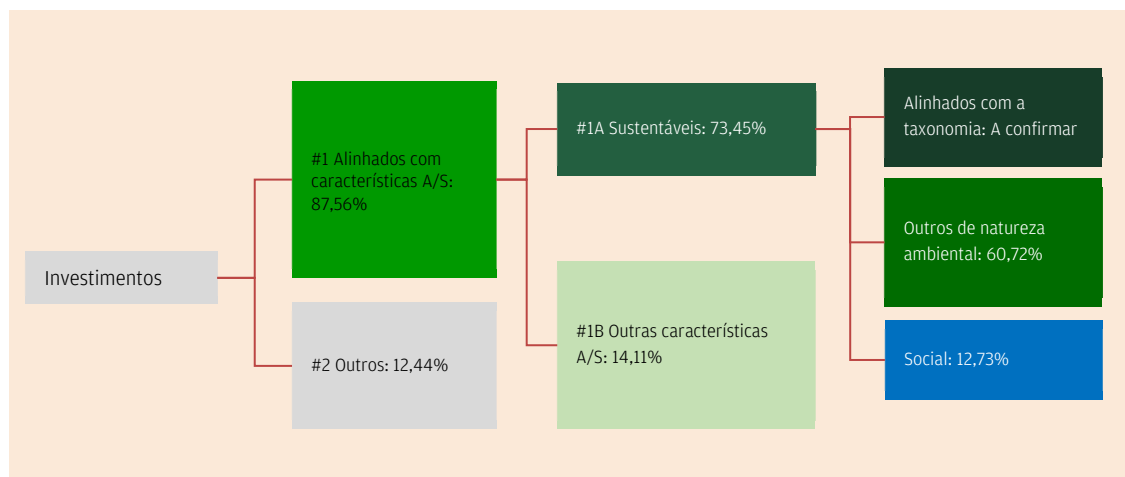 Investimentos
#1 Alinhados com
características A/S:
87,56%
#2 Outros: 12,44%
#1A Sustentáveis: 73,45%
#1B Outras características
A/S: 14,11%
Alinhados com a
taxonomia: A confirmar
Outros de natureza
ambiental: 60,72%
Social: 12,73%